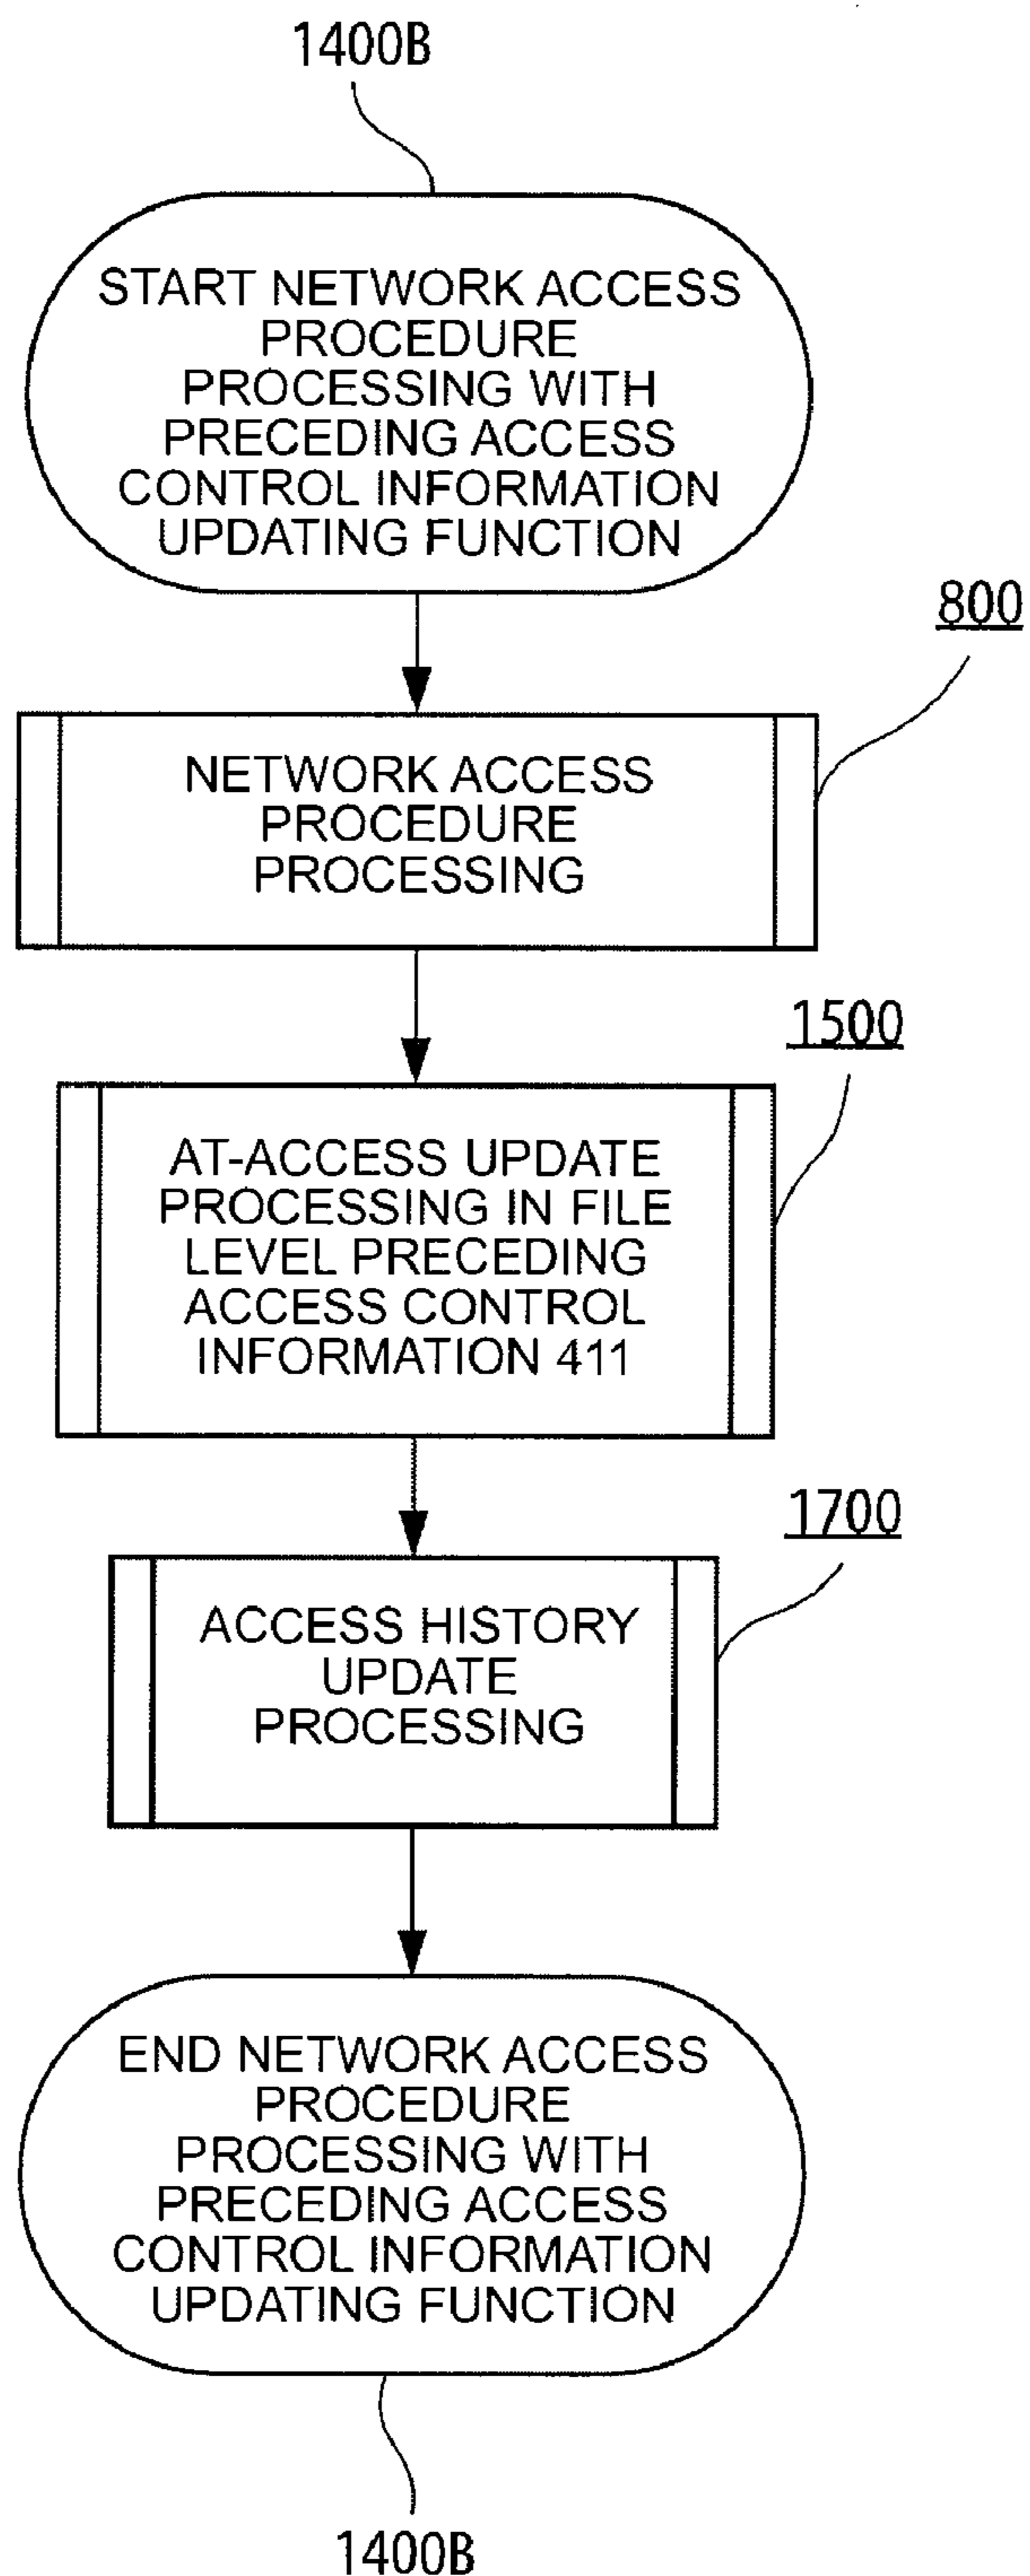 1400B
START NETWORK ACCESS
PROCEDURE
PROCESSING WITH
PRECEDING ACCESS
CONTROL INFORMATION
UPDATING FUNCTION
800
NETWORK ACCESS
PROCEDURE
PROCESSING
1500
AT-ACCESS UPDATE
PROCESSING IN FILE
LEVEL PRECEDING
ACCESS CONTROL
INFORMATION 411
1700
ACCESS HISTORY
UPDATE
PROCESSING
END NETWORK ACCESS
PROCEDURE
PROCESSING WITH
PRECEDING ACCESS
CONTROL INFORMATION
UPDATING FUNCTION
1400B